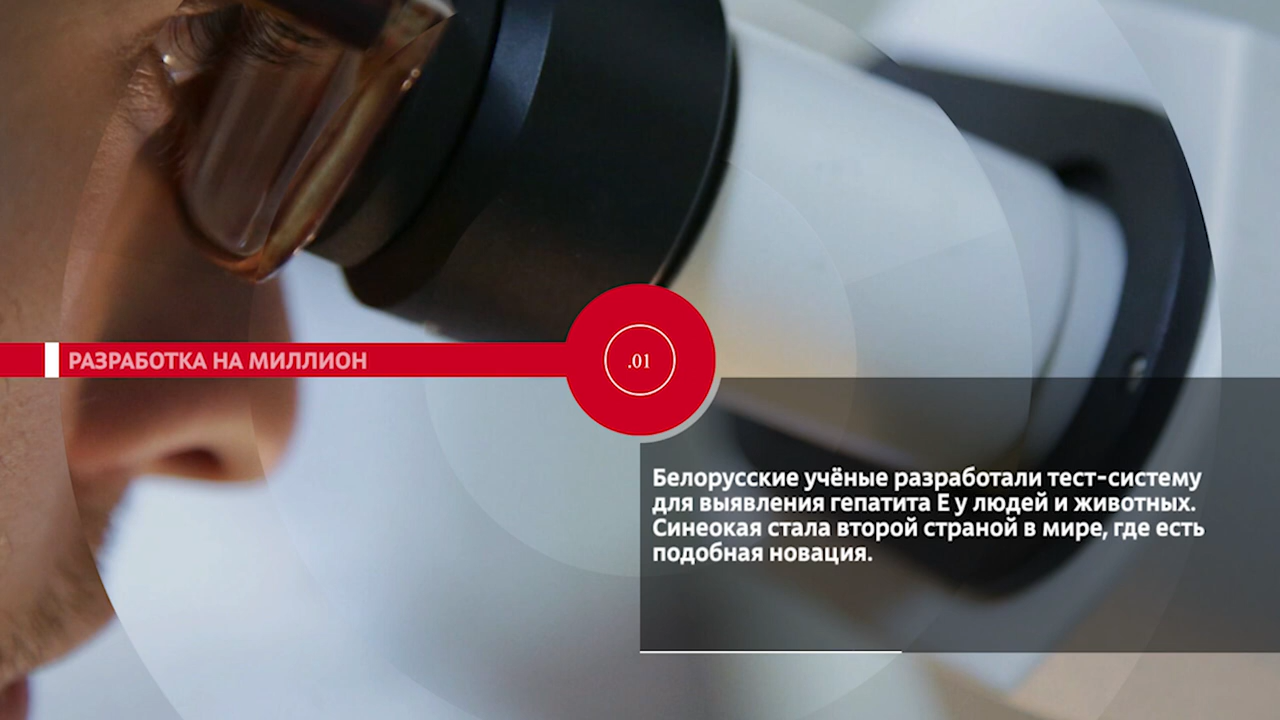 РАЗРАБОТКА НА МИЛЛИОН
.01
Белорусские учёные разработали тест-систему
для выявления гепатита Е у людей и животных.
Синеокая стала второй страной в мире, где есть
подобная новация.